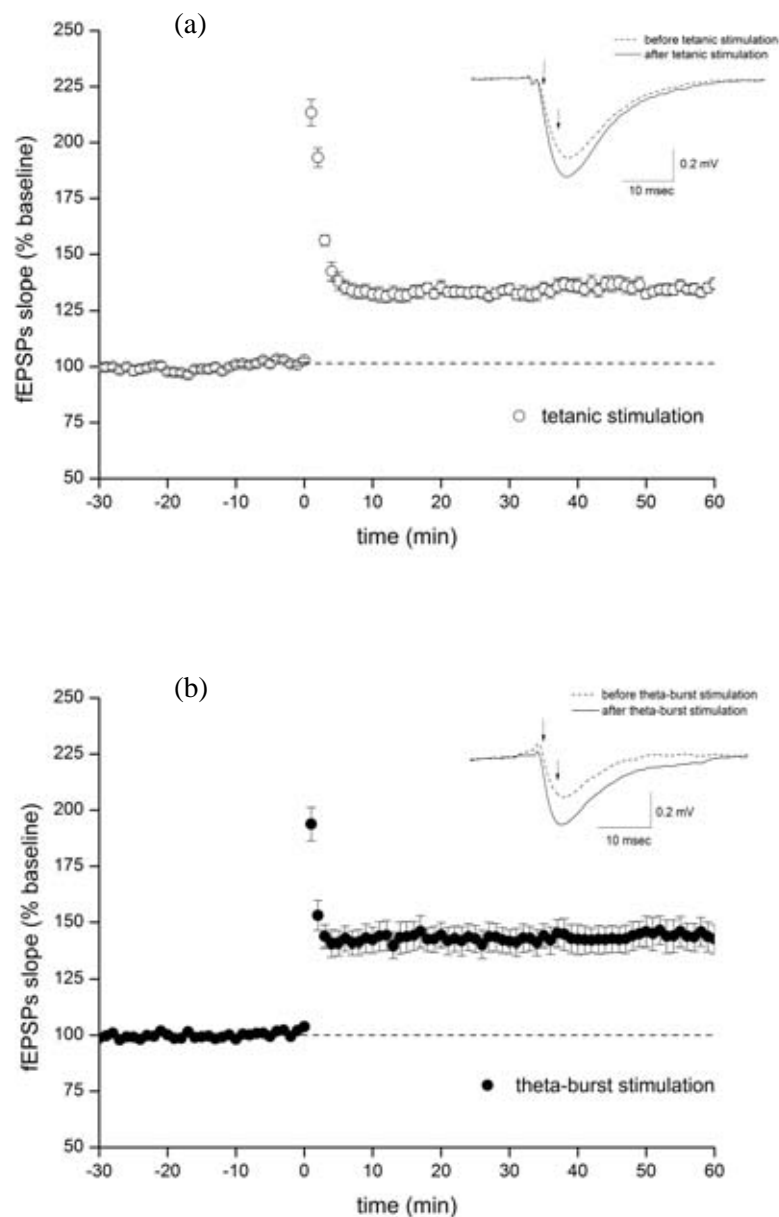 (a)
before tetanic stimulation
after tetanic stimulation
0.2 mV
10 msec
250
225
200
175
150
125
100
75
50
fEPSPs slope (% baseline)
tetanic stimulation
-30 -20 -10 0 10 20 30 40 50 60
time (min)
(b)
before theta-burst stimulation
after theta-burst stimulation
0.2 mV
10 msec
250
225
200
175
150
125
100
75
50
fEPSPs slope (% baseline)
theta-burst stimulation
-30 -20 -10 0 10 20 30 40 50 60
time (min)